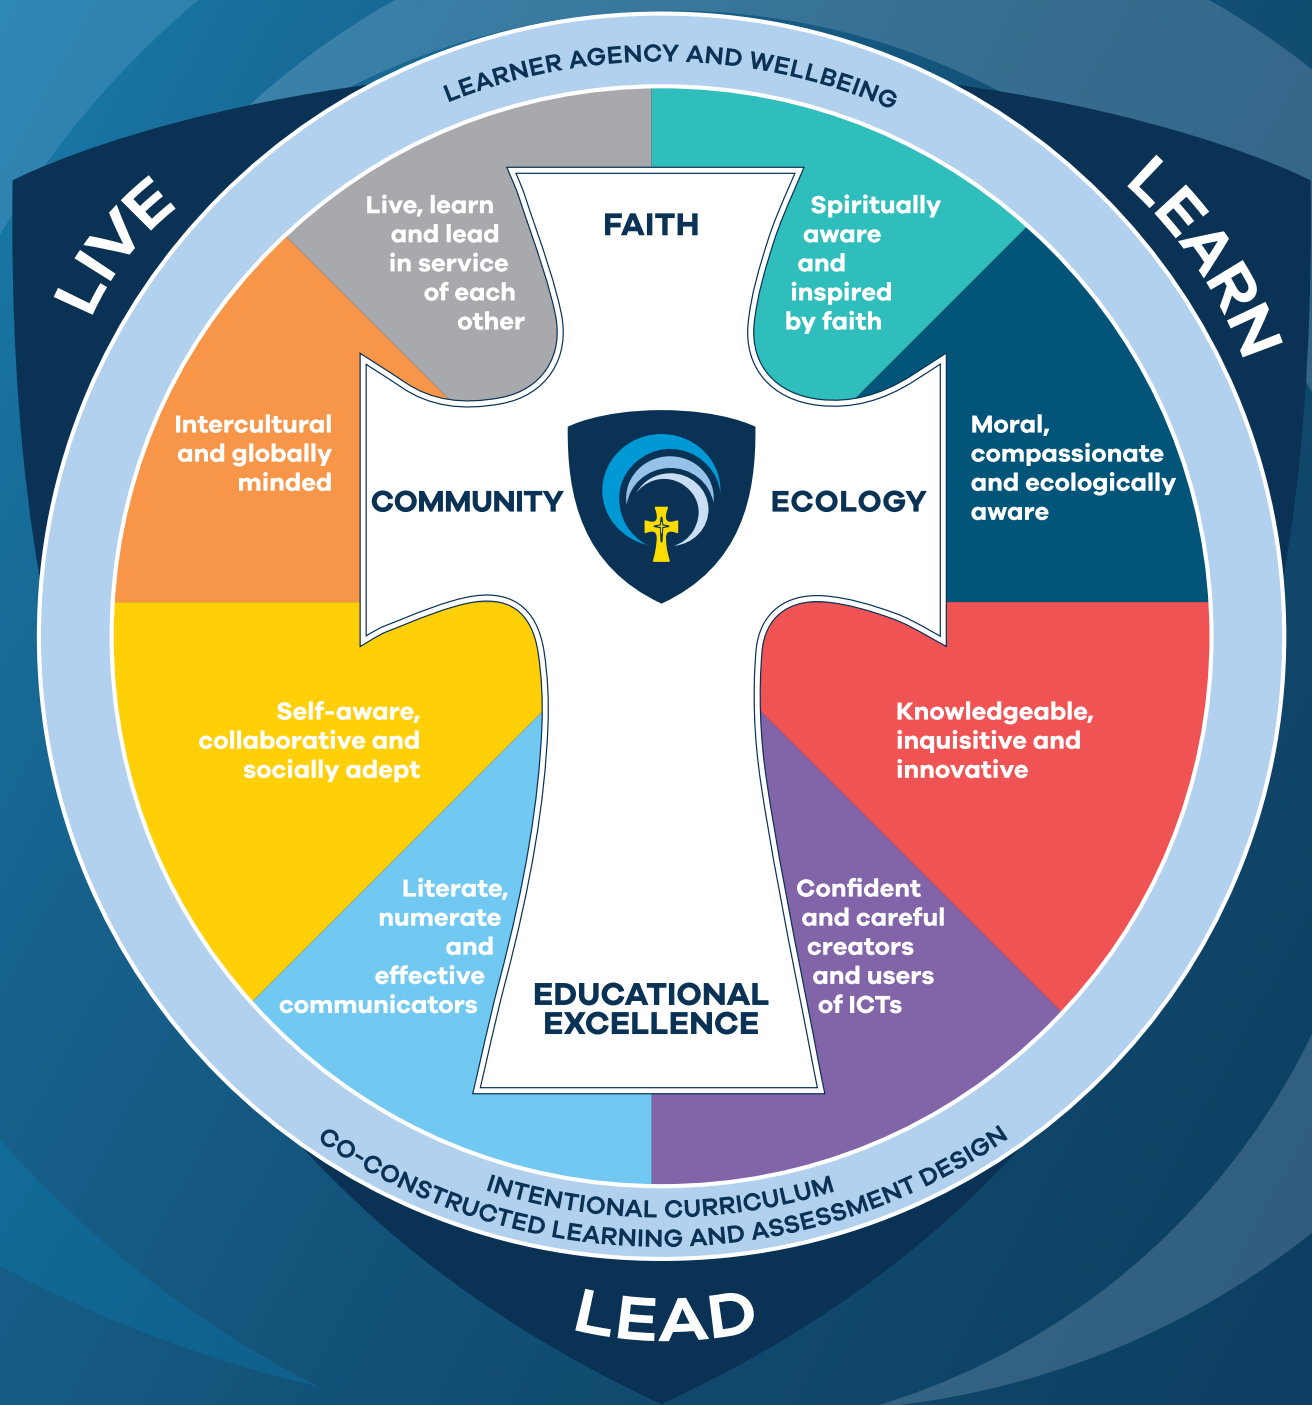 LEARNER AGENCY AND WELLBEING
LIVE
LEARN
FAITH
Live, learn
and lead
in service
of each
other
Spiritually
aware
and
inspired
by faith
Intercultural
and globally
minded
COMMUNITY
ECOLOGY
Moral,
compassionate
and ecologically
aware
Self-aware,
collaborative and
socially adept
Knowledgeable,
inquisitive and
innovative
Literate,
numerate
and
effective
communicators
Confident
and careful
creators
and users
of ICTs
EDUCATIONAL
EXCELLENCE
INTENTIONAL CURRICULUM
CO-CONSTRUCTED LEARNING AND ASSESSMENT DESIGN
LEAD